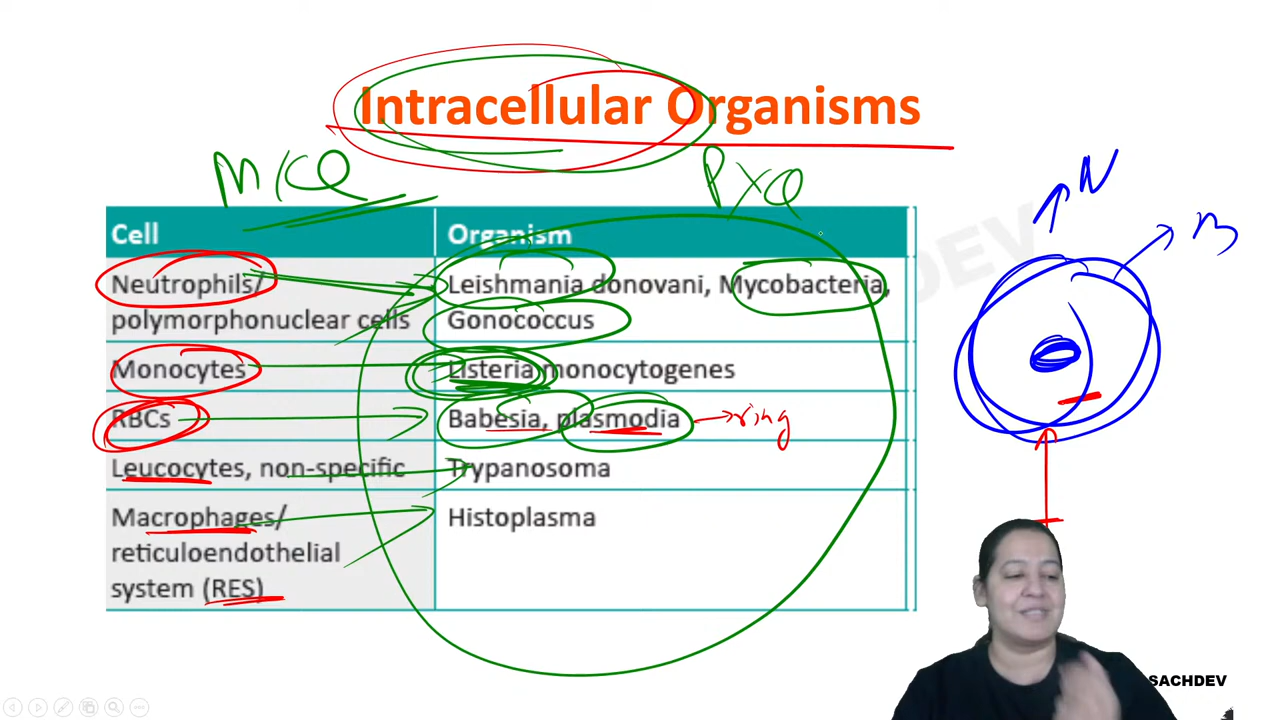 Intracellular Organisms
MCQ
PYQ
Cell Organism
Neutrophils/ Leishmania donovani, Mycobacteria,
polymorphonuclear cells Gonococcus
Monocytes Listeria monocytogenes
RBCs Babesia, plasmodia → ring
Leucocytes, non-specific Trypanosoma
Macrophages/ Histoplasma
reticuloendothelial
system (RES)
N
DEV
SACHDEV